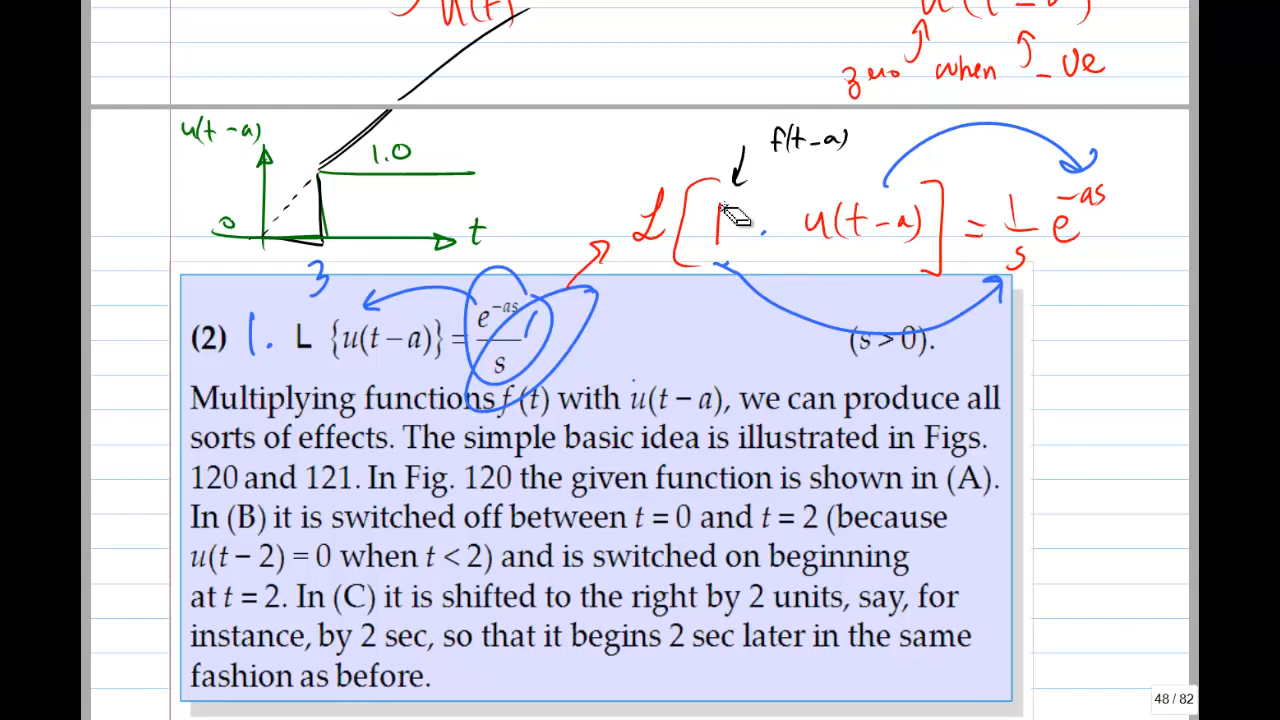 u(t)
zero when -ve
u(t-a)
1.0
f(t-a)
0
t
3
L[1. u(t-a)] = 1/s e^-as
(2) 1. L {u(t − a)} = e^−as / s (s > 0).
Multiplying functions f (t) with u(t − a), we can produce all
sorts of effects. The simple basic idea is illustrated in Figs.
120 and 121. In Fig. 120 the given function is shown in (A).
In (B) it is switched off between t = 0 and t = 2 (because
u(t − 2) = 0 when t < 2) and is switched on beginning
at t = 2. In (C) it is shifted to the right by 2 units, say, for
instance, by 2 sec, so that it begins 2 sec later in the same
fashion as before.
48 / 82